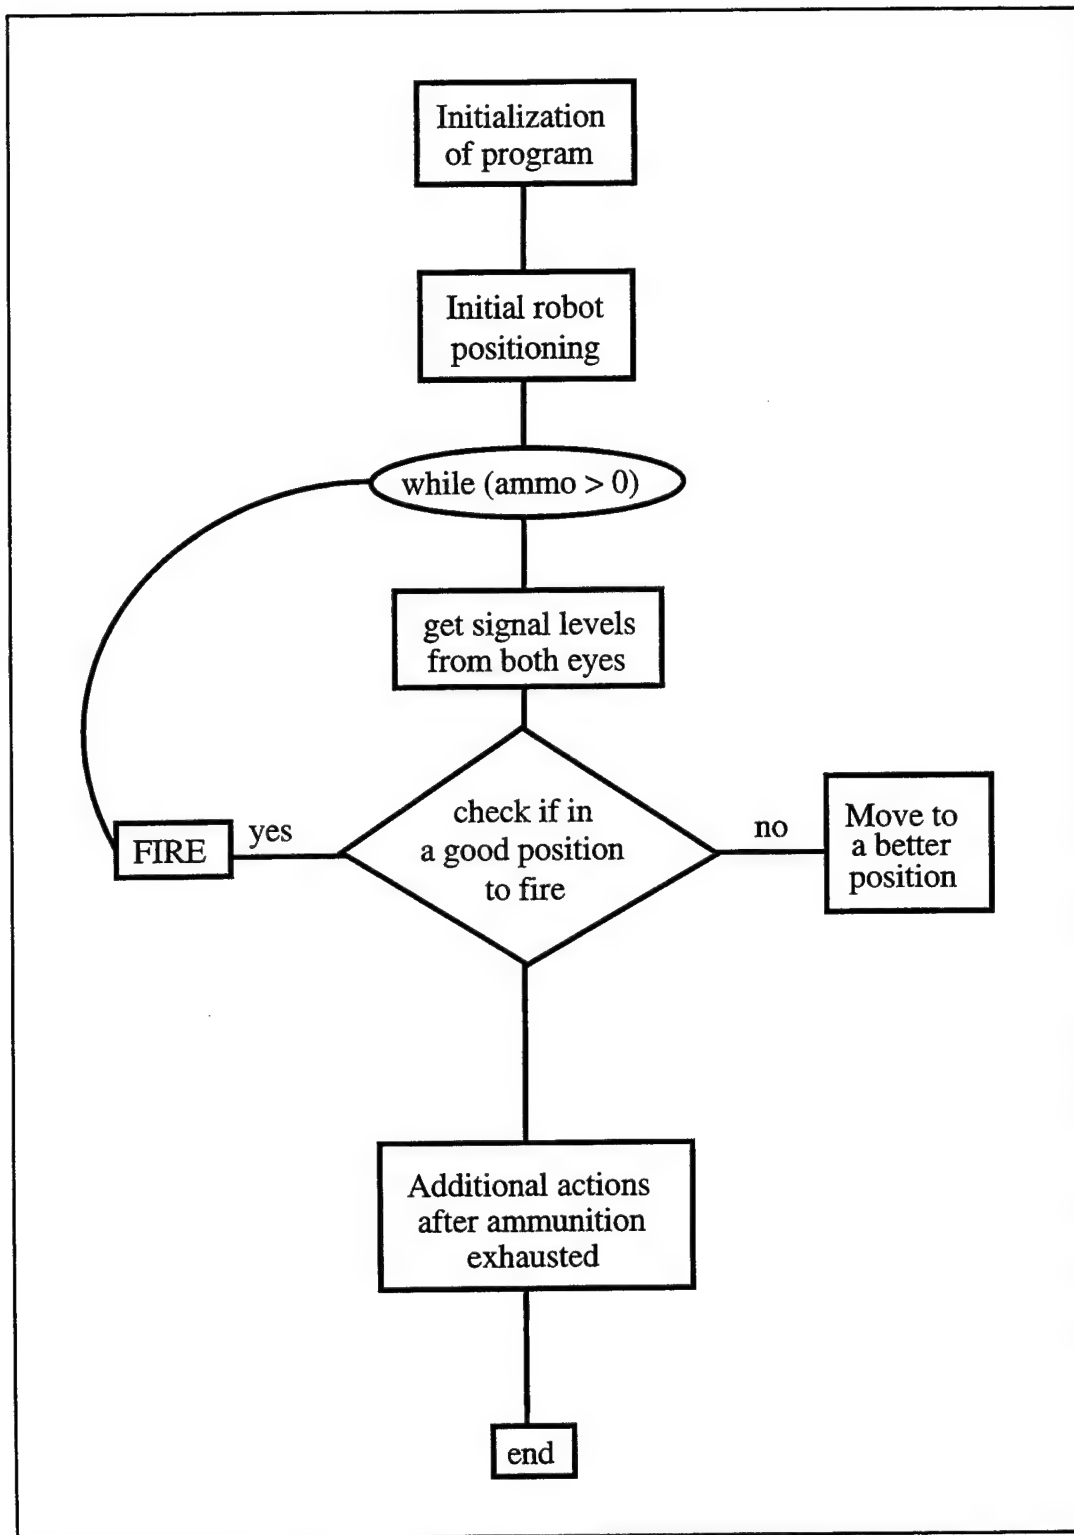 Initialization
of program
Initial robot
positioning
while (ammo > 0)
get signal levels
from both eyes
check if in
a good position
to fire
yes
FIRE
no
Move to
a better
position
Additional actions
after ammunition
exhausted
end